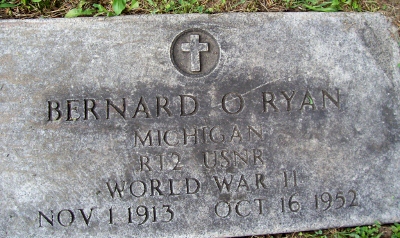 BERNARD O RYAN
MICHIGAN
RT2 USNR
WORLD WAR II
NOV 1 1913 OCT 16 1952